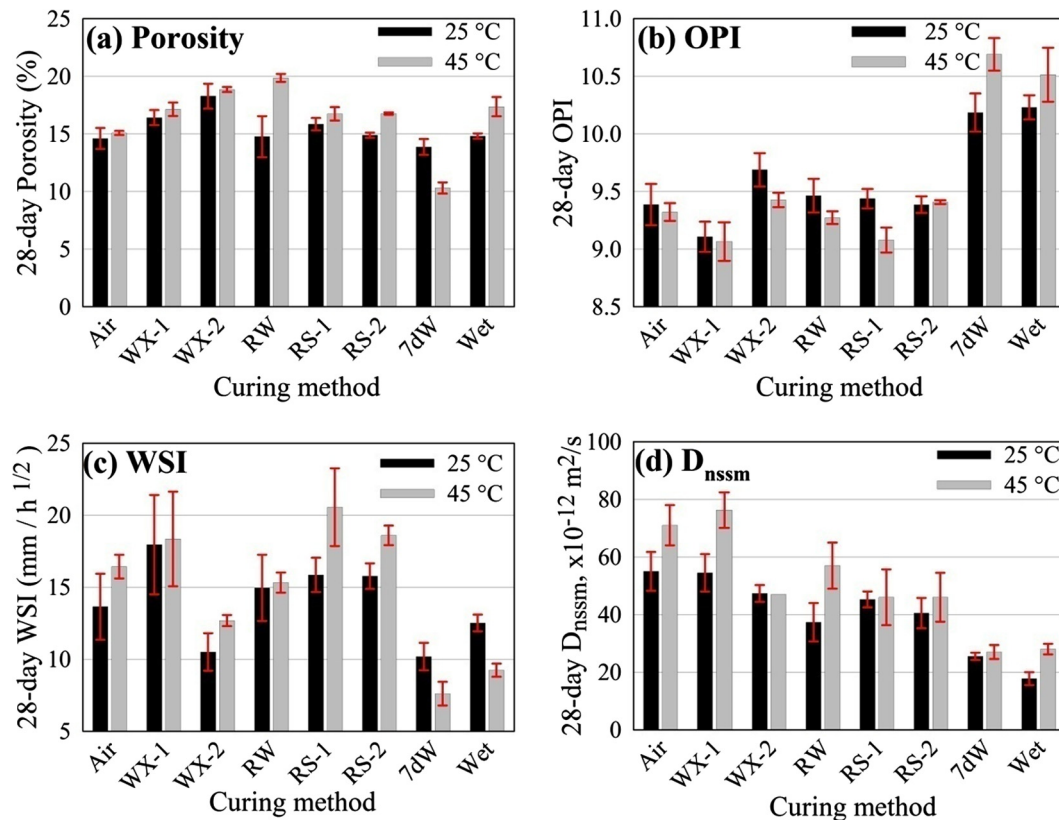 (a) Porosity
25 °C
45 °C
28-day Porosity (%)
25
20
15
10
5
0
Air
WX-1
WX-2
RW
RS-1
RS-2
7dW
Wet
Curing method
(b) OPI
25 °C
45 °C
28-day OPI
11.0
10.5
10.0
9.5
9.0
8.5
Air
WX-1
WX-2
RW
RS-1
RS-2
7dW
Wet
Curing method
(c) WSI
25 °C
45 °C
28-day WSI (mm / h 1/2 )
25
20
15
10
5
Air
WX-1
WX-2
RW
RS-1
RS-2
7dW
Wet
Curing method
(d) Dnssm
25 °C
45 °C
28-day Dnssm, x10-12 m2/s
100
80
60
40
20
0
Air
WX-1
WX-2
RW
RS-1
RS-2
7dW
Wet
Curing method